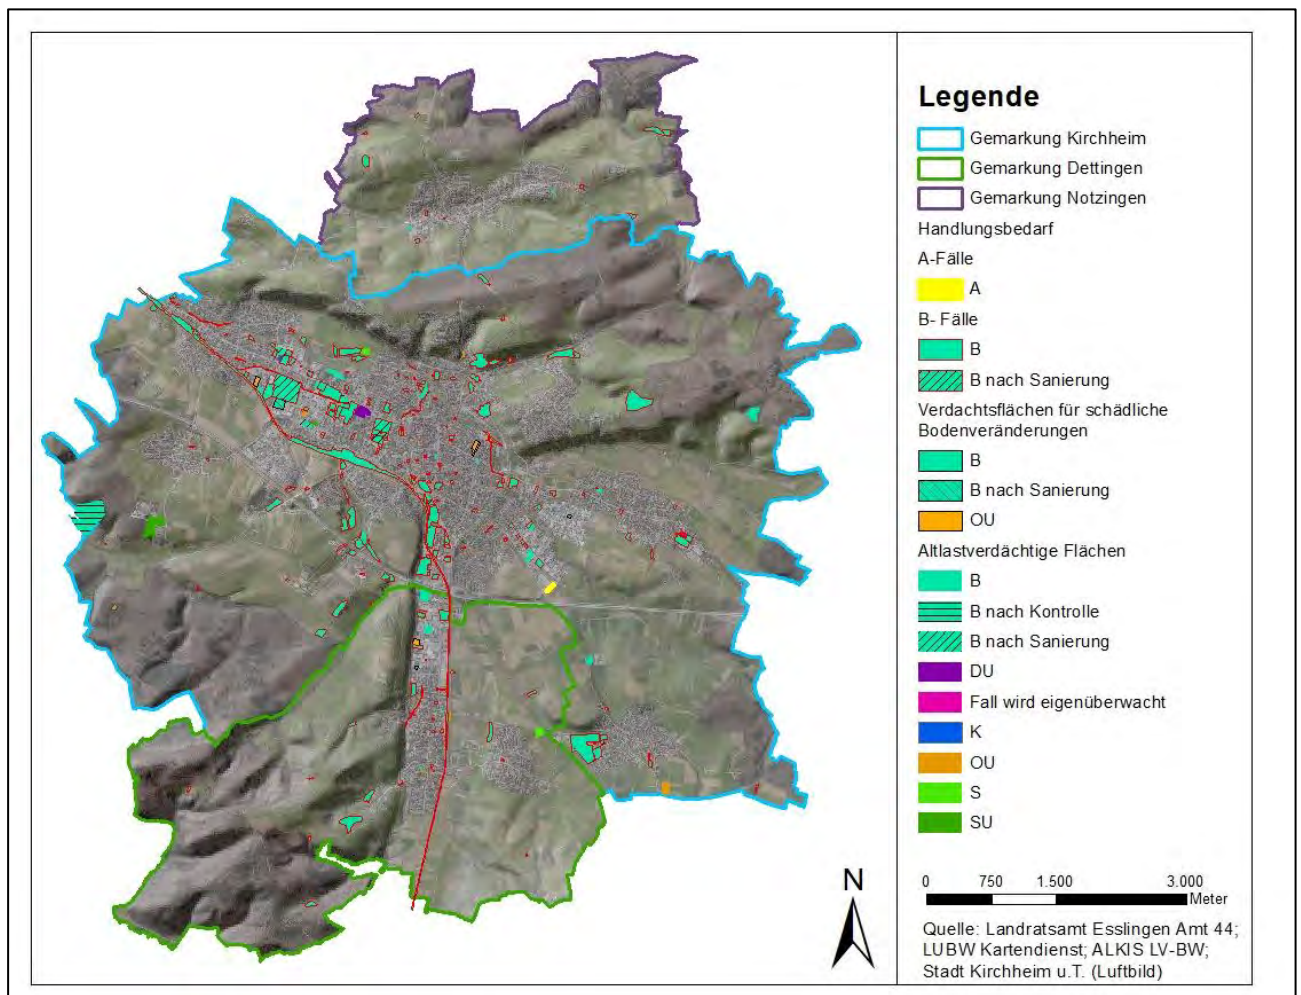 Legende
Gemarkung Kirchheim
Gemarkung Dettingen
Gemarkung Notzingen
Handlungsbedarf
A-Fälle
A
B- Fälle
B
B nach Sanierung
Verdachtsflächen für schädliche
Bodenveränderungen
B
B nach Sanierung
OU
Altlastverdächtige Flächen
B
B nach Kontrolle
B nach Sanierung
DU
Fall wird eigenüberwacht
K
OU
S
SU
N
0 750 1.500 3.000
Meter
Quelle: Landratsamt Esslingen Amt 44;
LUBW Kartendienst; ALKIS LV-BW;
Stadt Kirchheim u.T. (Luftbild)